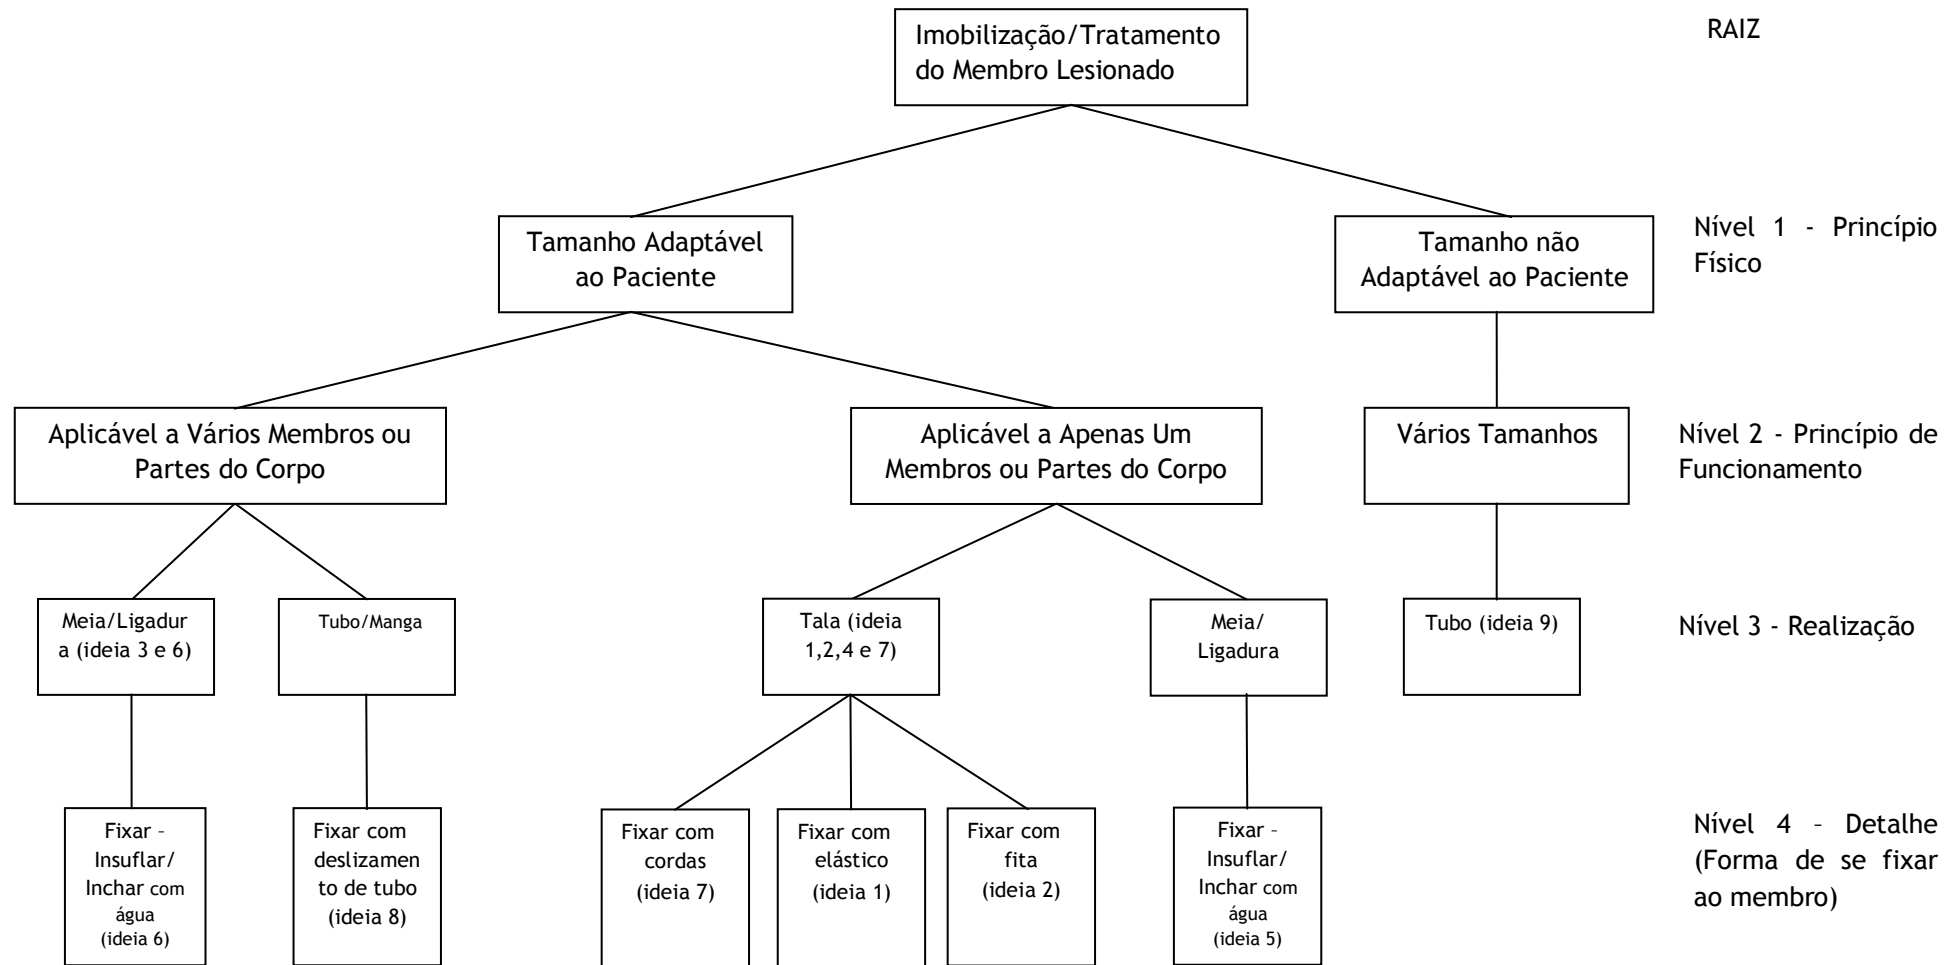 Imobilização/Tratamento
do Membro Lesionado
RAIZ
Tamanho Adaptável
ao Paciente
Tamanho não
Adaptável ao Paciente
Nível 1 - Princípio
Físico
Aplicável a Vários Membros ou
Partes do Corpo
Aplicável a Apenas Um
Membros ou Partes do Corpo
Vários Tamanhos
Nível 2 - Princípio de
Funcionamento
Meia/Ligadur
a (ideia 3 e 6)
Tubo/Manga
Tala (ideia
1,2,4 e 7)
Meia/
Ligadura
Tubo (ideia 9)
Nível 3 - Realização
Fixar –
Insuflar/
Inchar com
água
(ideia 6)
Fixar com
deslizamen
to de tubo
(ideia 8)
Fixar com
cordas
(ideia 7)
Fixar com
elástico
(ideia 1)
Fixar com
fita
(ideia 2)
Fixar –
Insuflar/
Inchar com
água
(ideia 5)
Nível 4 – Detalhe
(Forma de se fixar
ao membro)